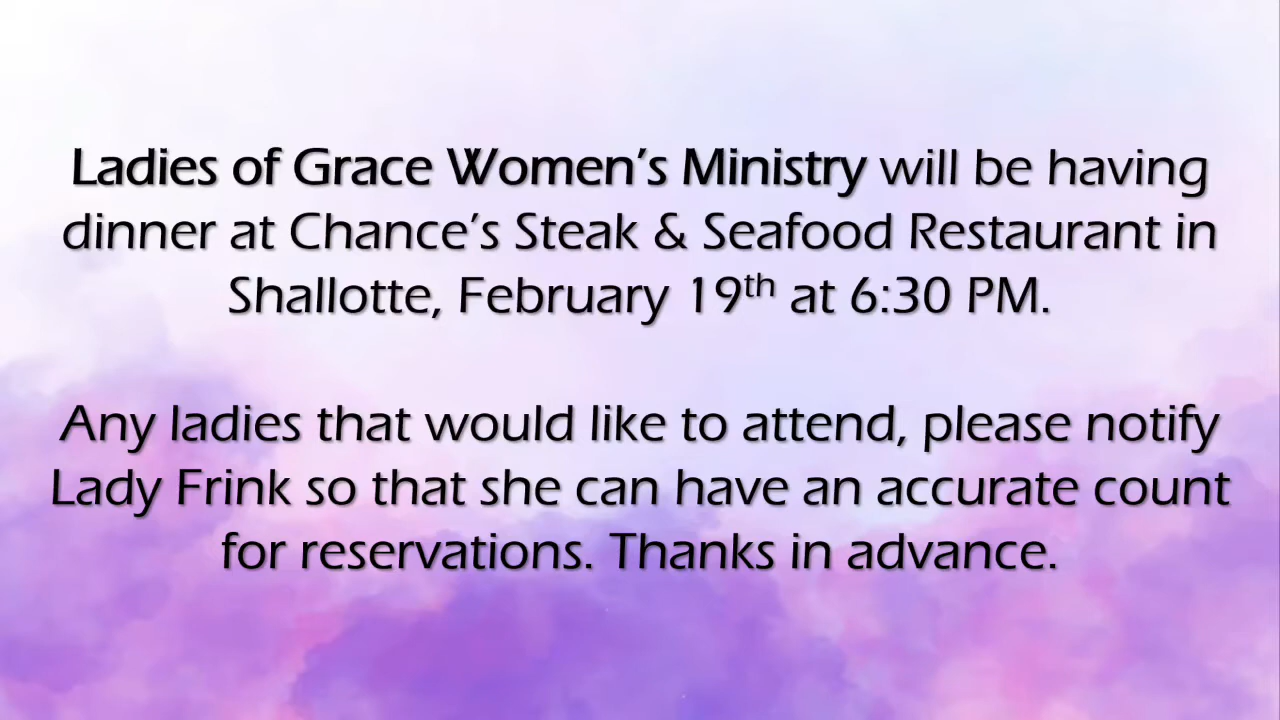 Ladies of Grace Women’s Ministry will be having
dinner at Chance’s Steak & Seafood Restaurant in
Shallotte, February 19th at 6:30 PM.
Any ladies that would like to attend, please notify
Lady Frink so that she can have an accurate count
for reservations. Thanks in advance.